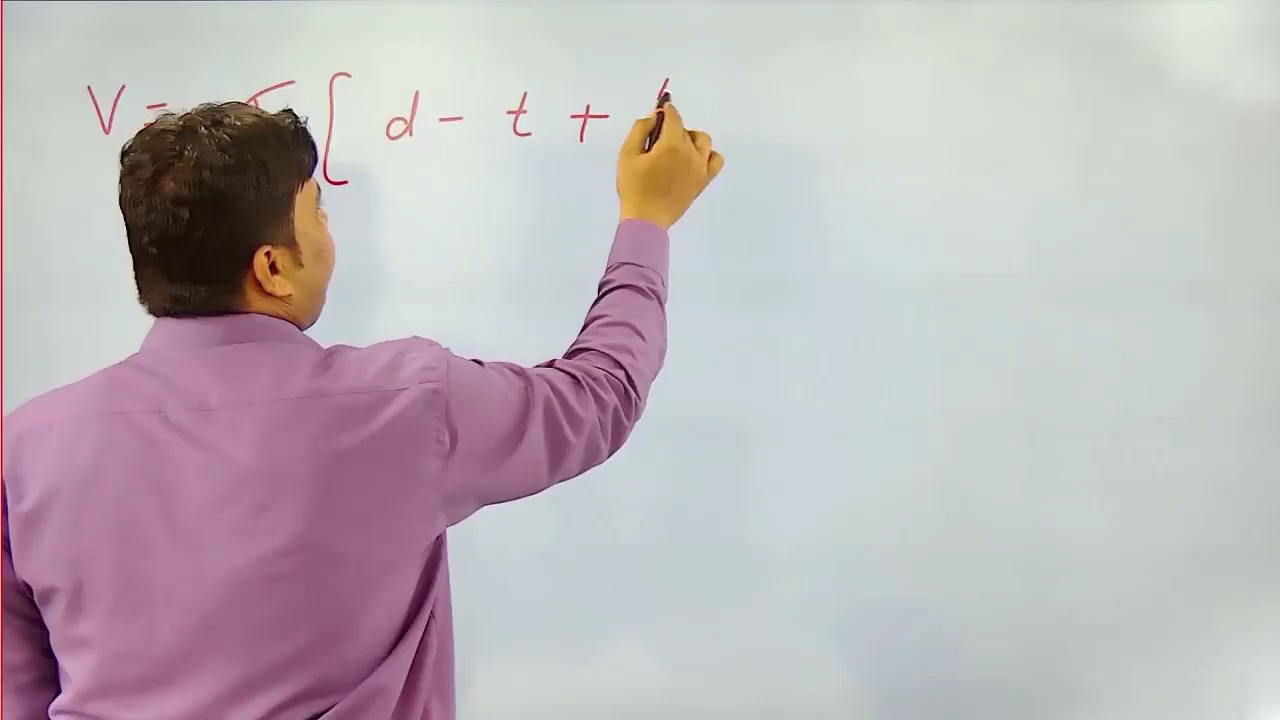 V = [ d - t +